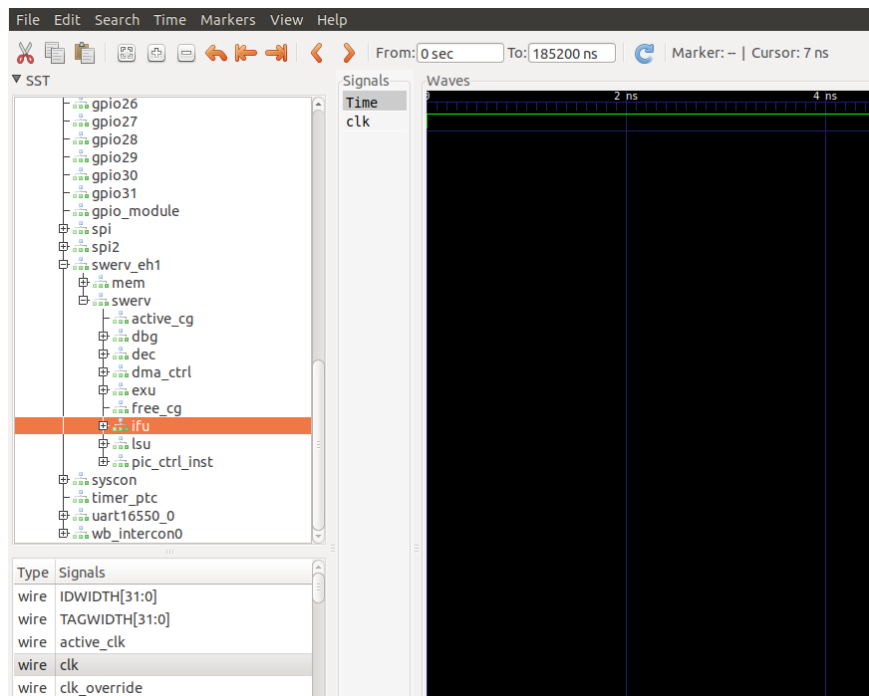 File Edit Search Time Markers View Help
From: 0 sec To: 185200 ns Marker: -- | Cursor: 7 ns
SST
gpio26
gpio27
gpio28
gpio29
gpio30
gpio31
gpio_module
spi
spi2
swerv_eh1
mem
swerv
active_cg
dbg
dec
dma_ctrl
exu
free_cg
ifu
lsu
pic_ctrl_inst
syscon
timer_ptc
uart16550_0
wb_intercon0
Type Signals
wire IDWIDTH[31:0]
wire TAGWIDTH[31:0]
wire active_clk
wire clk
wire clk_override
Signals
Time
clk
Waves
0 2 ns 4 ns